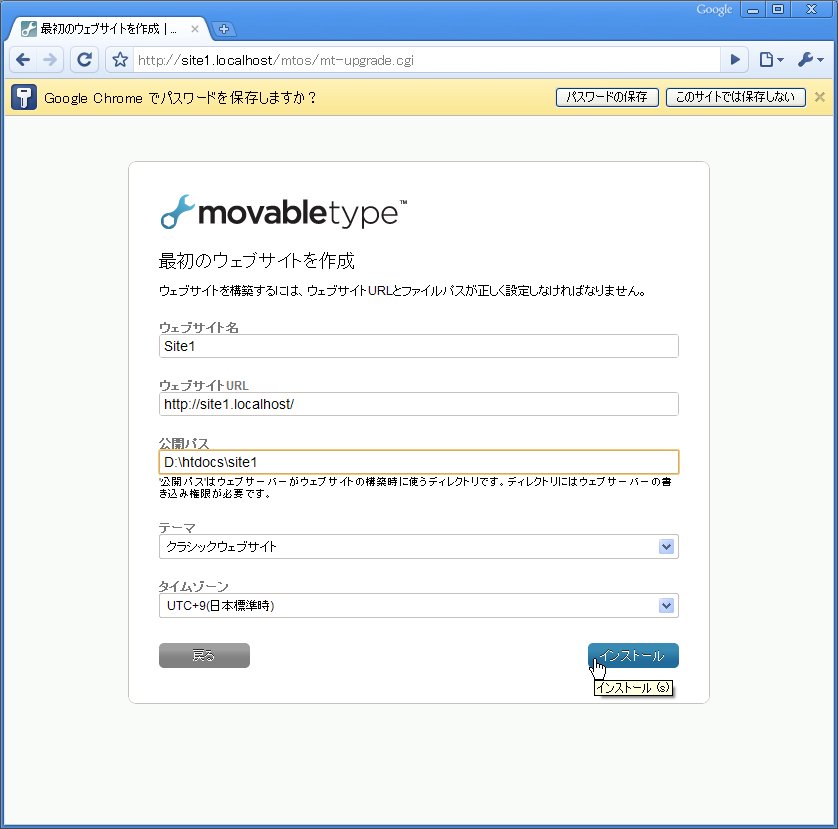 Google
最初のウェブサイトを作成 | ...
http://site1.localhost/mtos/mt-upgrade.cgi
Google Chrome でパスワードを保存しますか？
パスワードの保存
このサイトでは保存しない
movabletype™
最初のウェブサイトを作成
ウェブサイトを構築するには、ウェブサイトURLとファイルパスが正しく設定しなければなりません。
ウェブサイト名
Site1
ウェブサイトURL
http://site1.localhost/
公開パス
D:\htdocs\site1
'公開パス'はウェブサーバーがウェブサイトの構築時に使うディレクトリです。ディレクトリにはウェブサーバーの書
き込み権限が必要です。
テーマ
クラシックウェブサイト
タイムゾーン
UTC+9(日本標準時)
戻る
インストール
インストール (s)